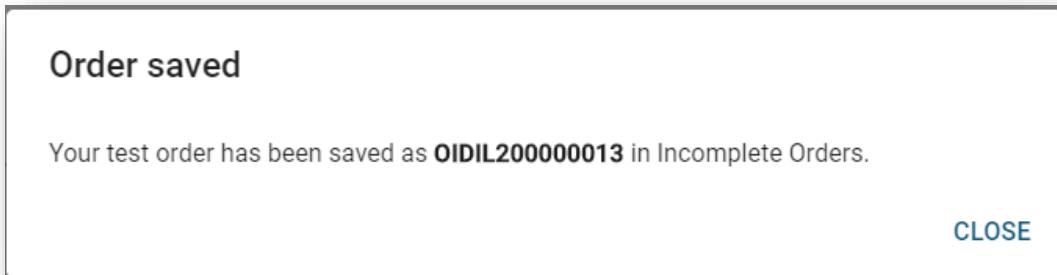 Order saved
Your test order has been saved as OIDIL200000013 in Incomplete Orders.
CLOSE